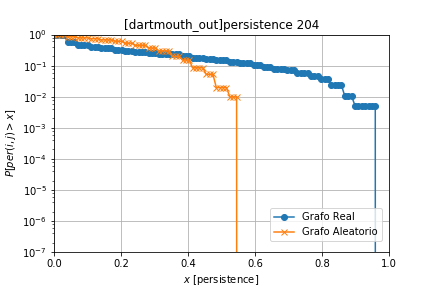 [dartmouth_out]persistence 204
P[per(i,j) > x]
10^0
10^-1
10^-2
10^-3
10^-4
10^-5
10^-6
10^-7
Grafo Real
Grafo Aleatorio
0.0 0.2 0.4 0.6 0.8 1.0
x [persistence]